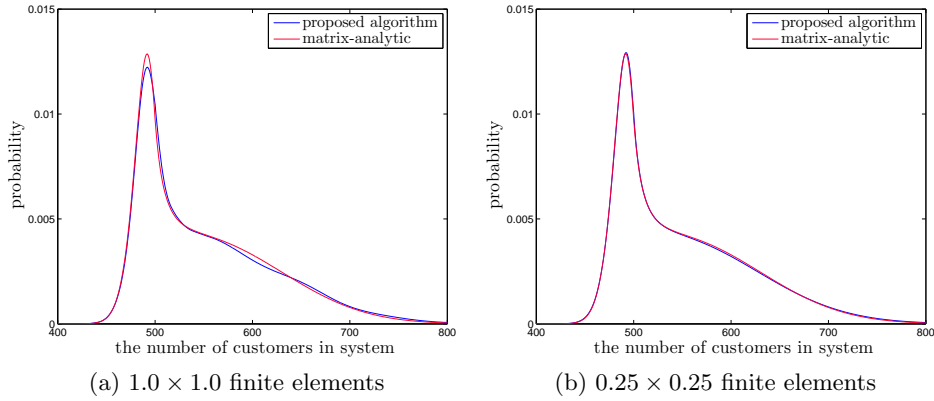 proposed algorithm
matrix-analytic
0.015
0.01
0.005
0
probability
400 500 600 700 800
the number of customers in system
(a) 1.0 × 1.0 finite elements
proposed algorithm
matrix-analytic
0.015
0.01
0.005
0
probability
400 500 600 700 800
the number of customers in system
(b) 0.25 × 0.25 finite elements